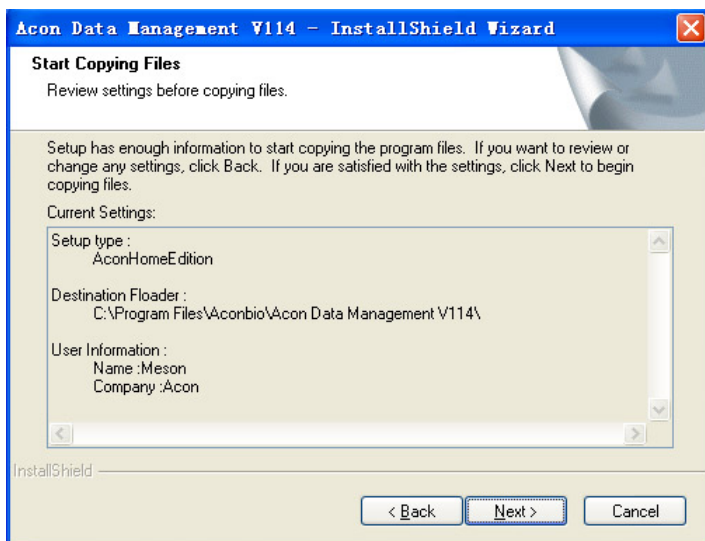 Acon Data Management V114 - InstallShield Wizard
Start Copying Files
Review settings before copying files.
Setup has enough information to start copying the program files. If you want to review or
change any settings, click Back. If you are satisfied with the settings, click Next to begin
copying files.
Current Settings:
Setup type :
AconHomeEdition
Destination Floader :
C:\Program Files\Aconbio\Acon Data Management V114\
User Information :
Name :Meson
Company :Acon
InstallShield
< Back
Next >
Cancel